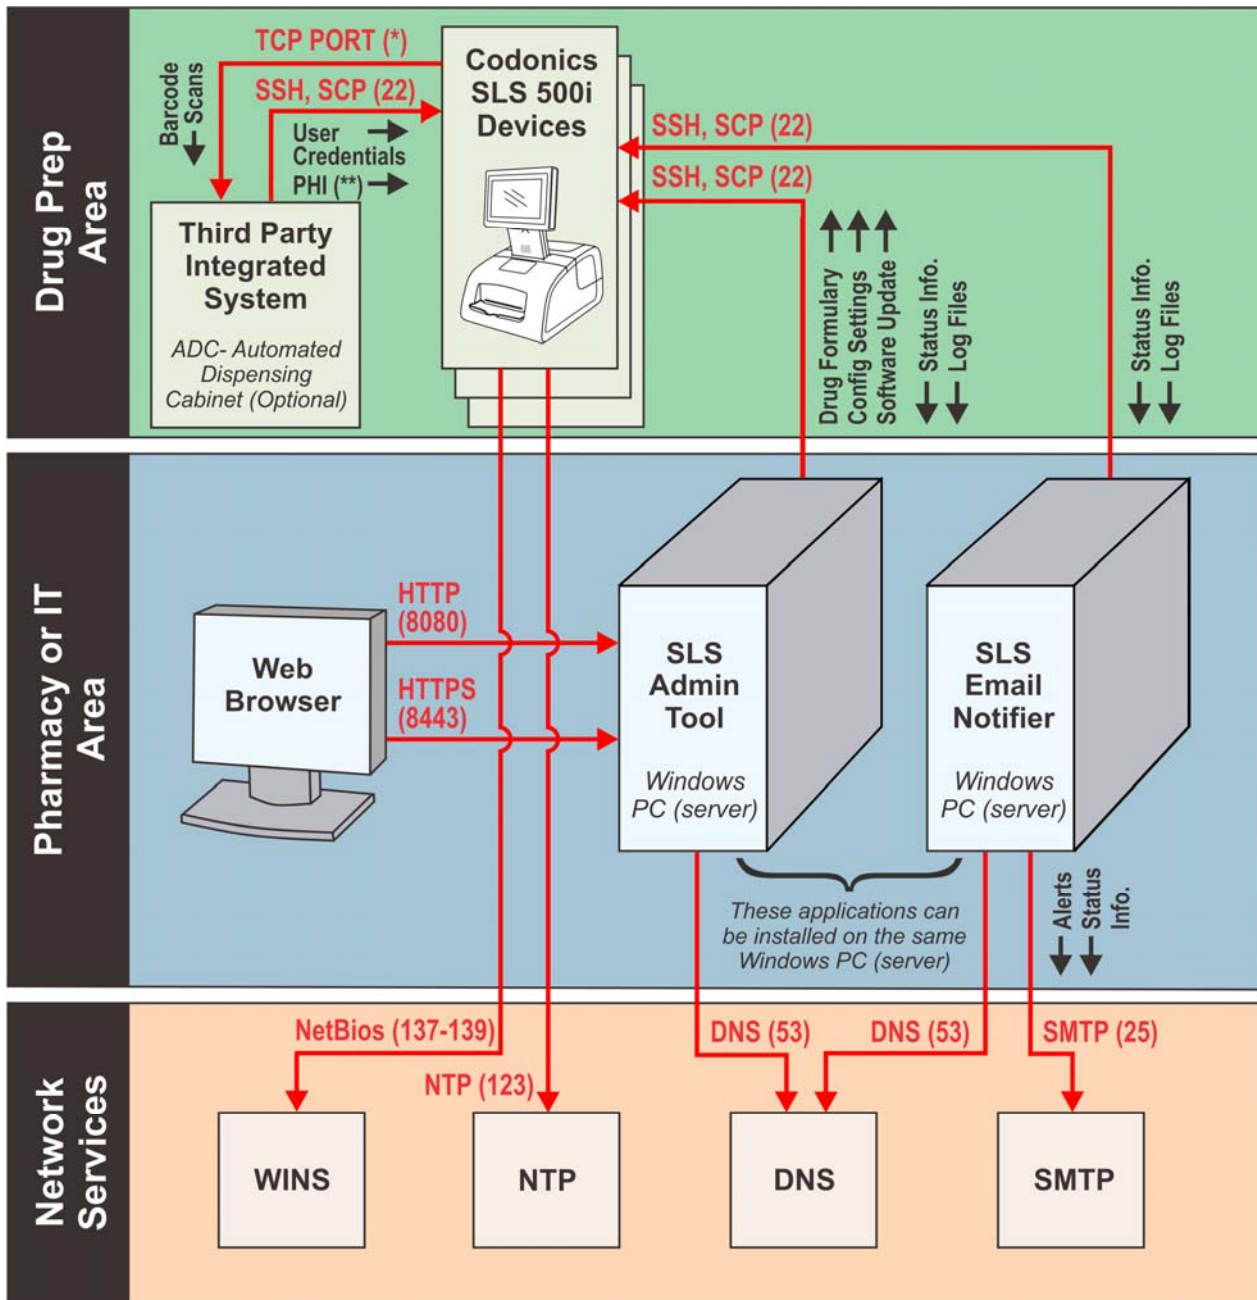 Drug Prep
Area
TCP PORT (*)
Barcode
Scans
SSH, SCP (22)
User
Credentials
PHI (**)
Third Party
Integrated
System
ADC- Automated
Dispensing
Cabinet (Optional)
Codonics
SLS 500i
Devices
SSH, SCP (22)
SSH, SCP (22)
Drug Formulary
Config Settings
Software Update
Status Info.
Log Files
Status Info.
Log Files
Pharmacy or IT
Area
Web
Browser
HTTP
(8080)
HTTPS
(8443)
SLS
Admin
Tool
Windows
PC (server)
SLS
Email
Notifier
Windows
PC (server)
These applications can
be installed on the same
Windows PC (server)
Alerts
Status
Info.
Network
Services
NetBios (137-139)
NTP (123)
DNS (53)
DNS (53)
SMTP (25)
WINS
NTP
DNS
SMTP